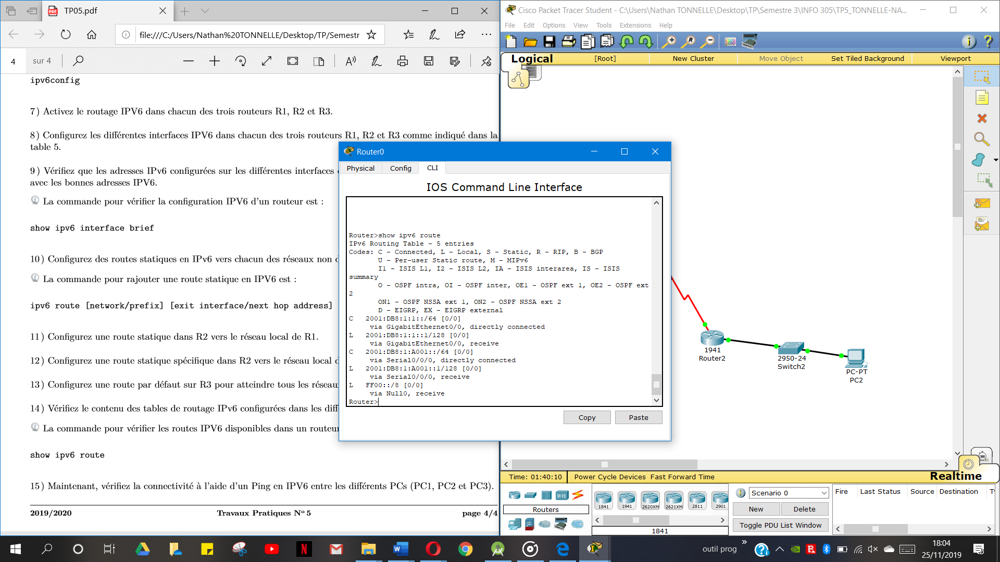 TP05.pdf
file:///C:/Users/Nathan%20TONNELLE/Desktop/TP/Semestr
4 sur 4
ipv6config
7) Activez le routage IPV6 dans chacun des trois routeurs R1, R2 et R3.
8) Configurez les différentes interfaces IPV6 dans chacun des trois routeurs R1, R2 et R3 comme indiqué dans la
table 5.
9) Vérifiez que les adresses IPv6 configurées sur les différentes interfaces
avec les bonnes adresses IPV6.
La commande pour vérifier la configuration IPV6 d'un routeur est :
show ipv6 interface brief
10) Configurez des routes statiques en IPv6 vers chacun des réseaux non
La commande pour rajouter une route statique en IPV6 est :
ipv6 route [network/prefix] [exit interface/next hop address]
11) Configurez une route statique dans R2 vers le réseau local de R1.
12) Configurez une route statique spécifique dans R2 vers le réseau local
13) Configurez une route par défaut sur R3 pour atteindre tous les
14) Vérifiez le contenu des tables de routage IPv6 configurées dans les
La commande pour vérifier les routes IPV6 disponibles dans un
show ipv6 route
15) Maintenant, vérifiez la connectivité à l'aide d'un Ping en IPV6 entre les différents PCs (PC1, PC2 et PC3).
2019/2020 Travaux Pratiques Nº 5 page 4/4
Cisco Packet Tracer Student - C:\Users\Nathan TONNELLE\Desktop\TP\Semestre 3\INFO 305\TP5_TONNELLE-NA...
File Edit Options View Tools Extensions Help
Logical [Root] New Cluster Move Object Set Tiled Background Viewport
Router0
Physical Config CLI
IOS Command Line Interface
Router>show ipv6 route
IPv6 Routing Table - 5 entries
Codes: C - Connected, L - Local, S - Static, R - RIP, B - BGP
U - Per-user Static route, M - MIPv6
I1 - ISIS L1, I2 - ISIS L2, IA - ISIS interarea, IS - ISIS
summary
O - OSPF intra, OI - OSPF inter, OE1 - OSPF ext 1, OE2 - OSPF ext
2
ON1 - OSPF NSSA ext 1, ON2 - OSPF NSSA ext 2
D - EIGRP, EX - EIGRP external
C 2001:DB8:1:1::/64 [0/0]
via GigabitEthernet0/0, directly connected
L 2001:DB8:1:1::1/128 [0/0]
via GigabitEthernet0/0, receive
C 2001:DB8:1:A001::/64 [0/0]
via Serial0/0/0, directly connected
L 2001:DB8:1:A001::1/128 [0/0]
via Serial0/0/0, receive
L FF00::/8 [0/0]
via Null0, receive
Router>
Copy Paste
1941
Router2
2950-24
Switch2
PC-PT
PC2
Time: 01:40:10 Power Cycle Devices Fast Forward Time
Realtime
Routers
1841 1941 2620XM 2621XM 2811 2901
1841
Scenario 0
New Delete
Toggle PDU List Window
Fire Last Status Source Destination
outil prog
18:04
25/11/2019